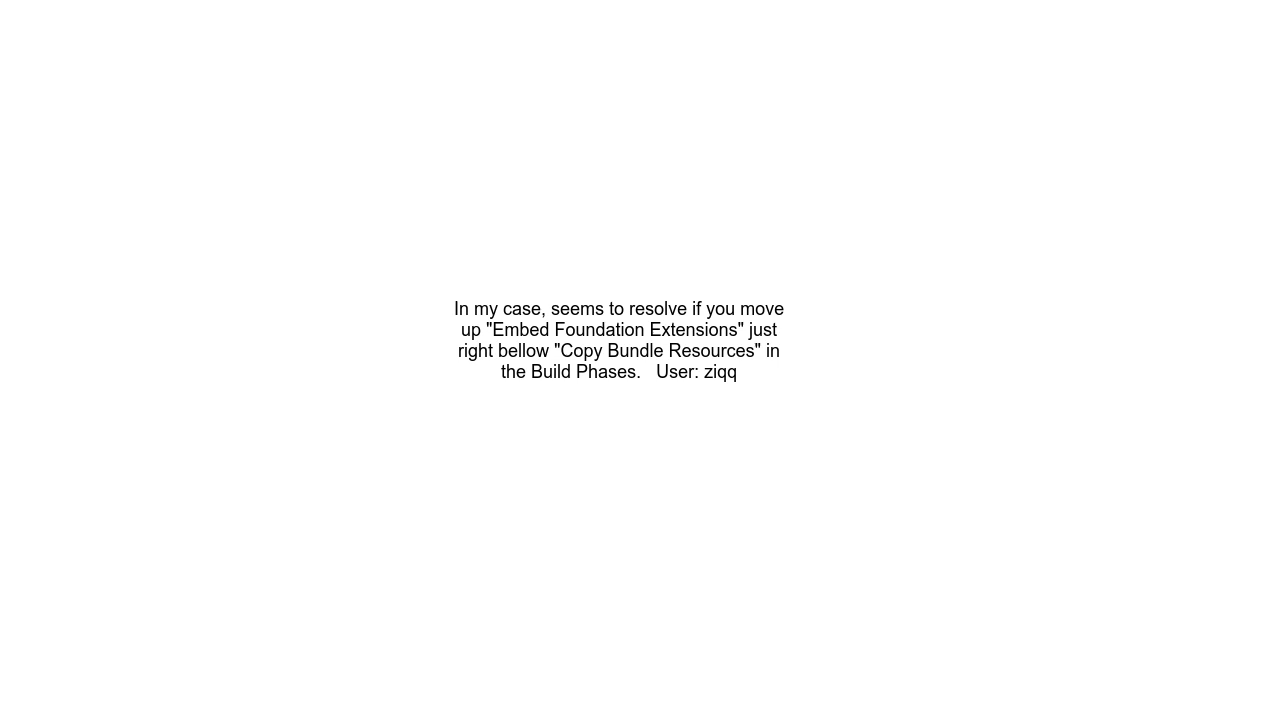 In my case, seems to resolve if you move
up "Embed Foundation Extensions" just
right bellow "Copy Bundle Resources" in
the Build Phases.   User: ziqq